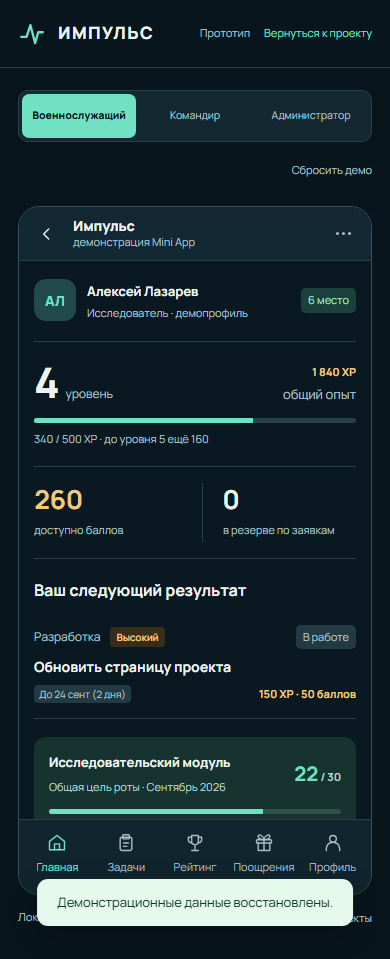 ИМПУЛЬС
Прототип
Вернуться к проекту
Военнослужащий
Командир
Администратор
Сбросить демо
Импульс
демонстрация Mini App
АЛ
Алексей Лазарев
Исследователь · демопрофиль
6 место
4 уровень
1 840 XP
общий опыт
340 / 500 XP · до уровня 5 ещё 160
260
доступно баллов
0
в резерве по заявкам
Ваш следующий результат
Разработка
Высокий
В работе
Обновить страницу проекта
До 24 сент (2 дня)
150 XP · 50 баллов
Исследовательский модуль
Общая цель роты · Сентябрь 2026
22 / 30
Главная
Задачи
Рейтинг
Поощрения
Профиль
Демонстрационные данные восстановлены.